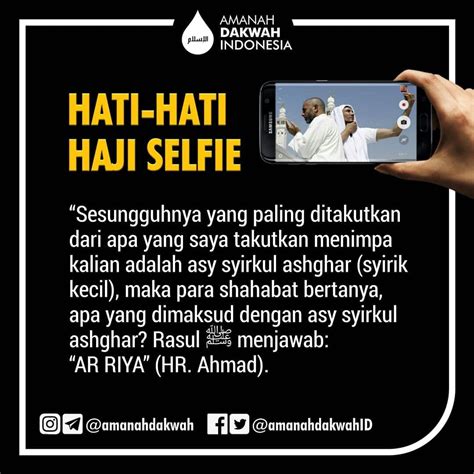 AMANAH
DAKWAH
INDONESIA
الإسلام
HATI-HATI
HAJI SELFIE
SAMSUNG
“Sesungguhnya yang paling ditakutkan
dari apa yang saya takutkan menimpa
kalian adalah asy syirkul ashghar (syirik
kecil), maka para shahabat bertanya,
apa yang dimaksud dengan asy syirkul
ashghar? Rasul ﷺ menjawab:
“AR RIYA” (HR. Ahmad).
@amanahdakwah
@amanahdakwahID